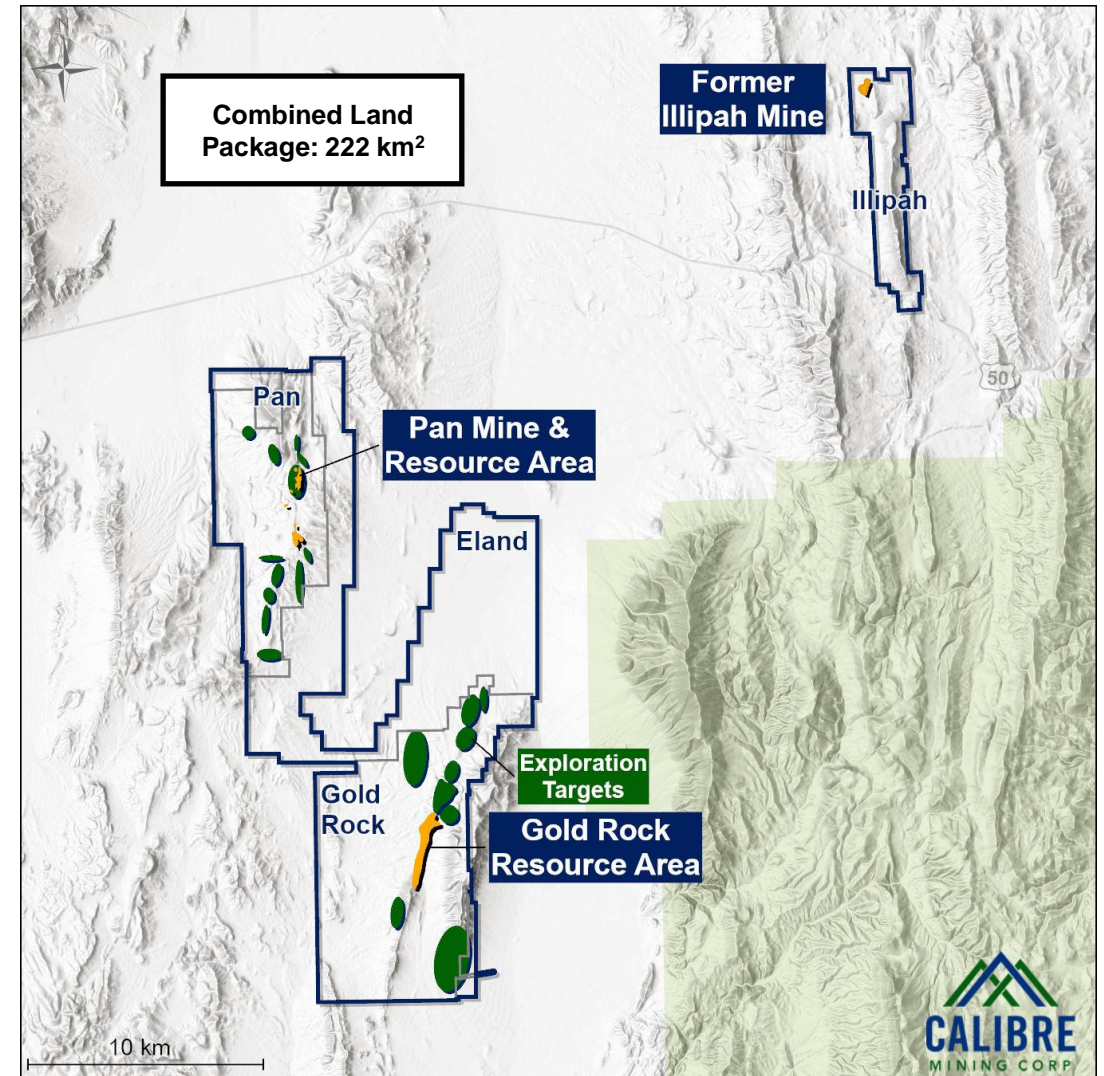 Combined Land
Package: 222 km²
Former
Illipah Mine
Illipah
50
Pan
Pan Mine &
Resource Area
Eland
Exploration
Targets
Gold
Rock
Gold Rock
Resource Area
10 km
CALIBRE
MINING CORP